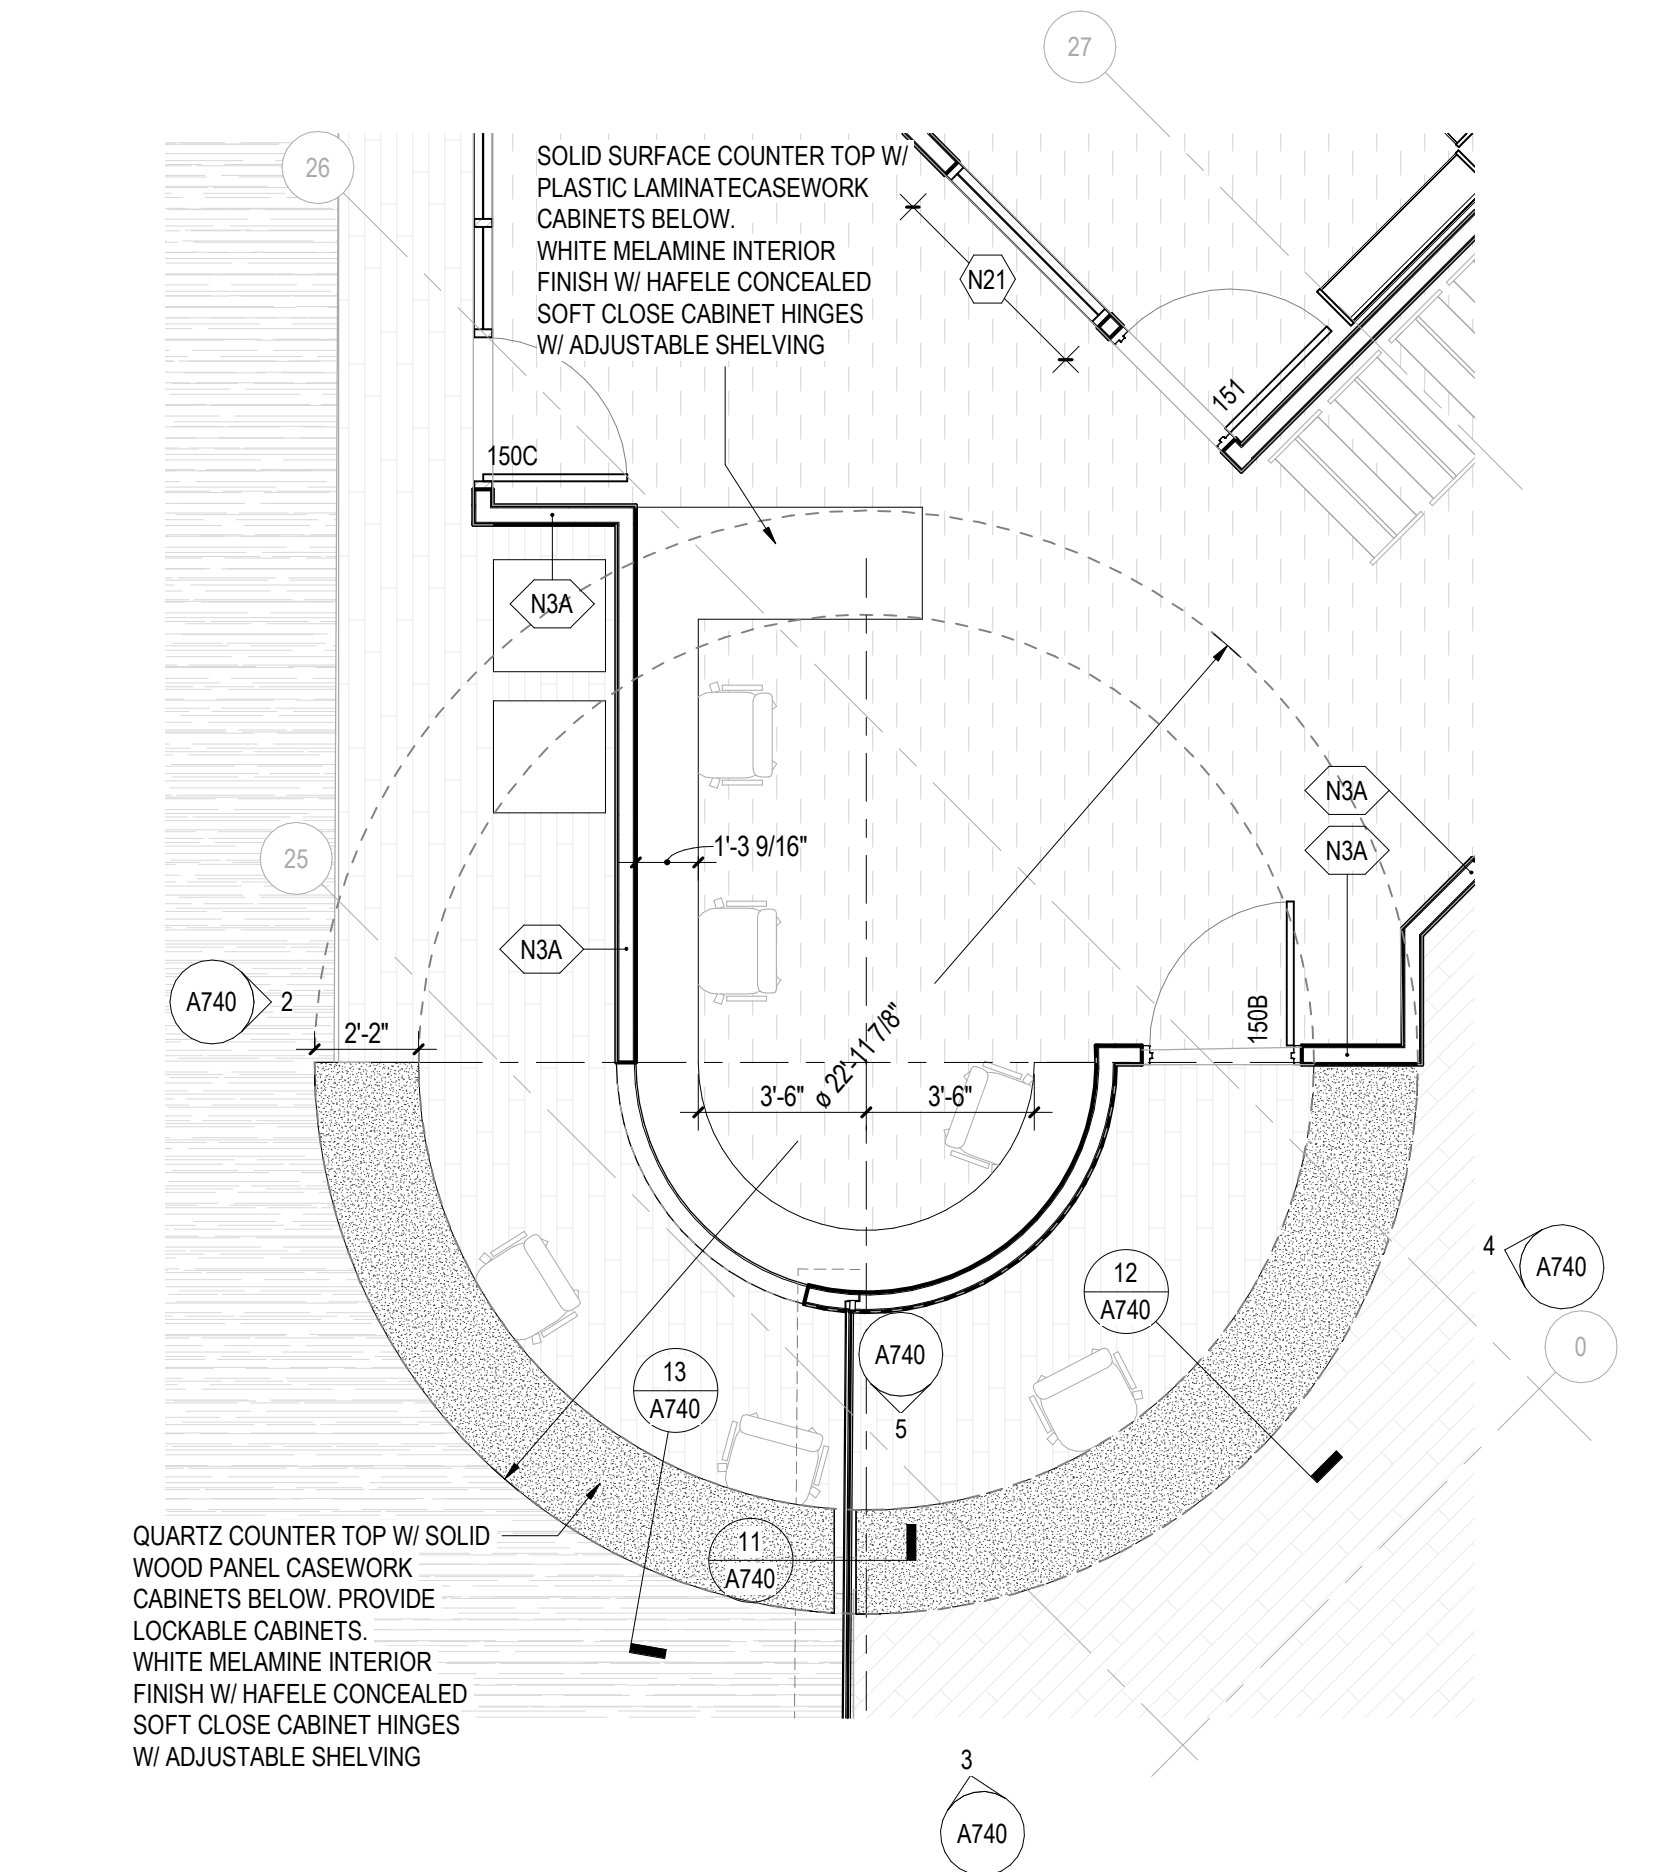 27
26
SOLID SURFACE COUNTER TOP W/
PLASTIC LAMINATECASEWORK
CABINETS BELOW.
WHITE MELAMINE INTERIOR
FINISH W/ HAFELE CONCEALED
SOFT CLOSE CABINET HINGES
W/ ADJUSTABLE SHELVING
N21
151
150C
N3A
N3A
N3A
1'-3 9/16"
25
N3A
A740
2
2'-2"
150B
ø 22'-11 7/8"
3'-6"
3'-6"
4
A740
12
A740
0
A740
5
13
A740
11
A740
QUARTZ COUNTER TOP W/ SOLID
WOOD PANEL CASEWORK
CABINETS BELOW. PROVIDE
LOCKABLE CABINETS.
WHITE MELAMINE INTERIOR
FINISH W/ HAFELE CONCEALED
SOFT CLOSE CABINET HINGES
W/ ADJUSTABLE SHELVING
3
A740